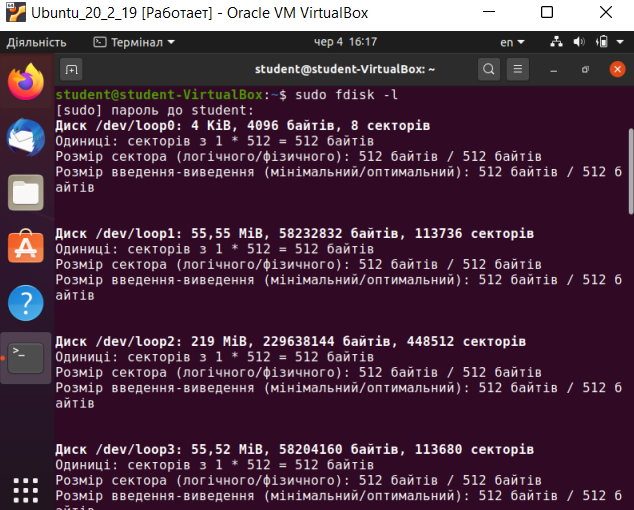 Ubuntu_20_2_19 [Работает] - Oracle VM VirtualBox
Діяльність
Термінал
чер 4 16:17
en
student@student-VirtualBox: ~
student@student-VirtualBox:~$ sudo fdisk -l
[sudo] пароль до student:
Диск /dev/loop0: 4 KiB, 4096 байтів, 8 секторів
Одиниці: секторів з 1 * 512 = 512 байтів
Розмір сектора (логічного/фізичного): 512 байтів / 512 байтів
Розмір введення-виведення (мінімальний/оптимальний): 512 байтів / 512 б
айтів
Диск /dev/loop1: 55,55 MiB, 58232832 байтів, 113736 секторів
Одиниці: секторів з 1 * 512 = 512 байтів
Розмір сектора (логічного/фізичного): 512 байтів / 512 байтів
Розмір введення-виведення (мінімальний/оптимальний): 512 байтів / 512 б
айтів
Диск /dev/loop2: 219 MiB, 229638144 байтів, 448512 секторів
Одиниці: секторів з 1 * 512 = 512 байтів
Розмір сектора (логічного/фізичного): 512 байтів / 512 байтів
Розмір введення-виведення (мінімальний/оптимальний): 512 байтів / 512 б
айтів
Диск /dev/loop3: 55,52 MiB, 58204160 байтів, 113680 секторів
Одиниці: секторів з 1 * 512 = 512 байтів
Розмір сектора (логічного/фізичного): 512 байтів / 512 байтів
Розмір введення-виведення (мінімальний/оптимальний): 512 байтів / 512 б
айтів